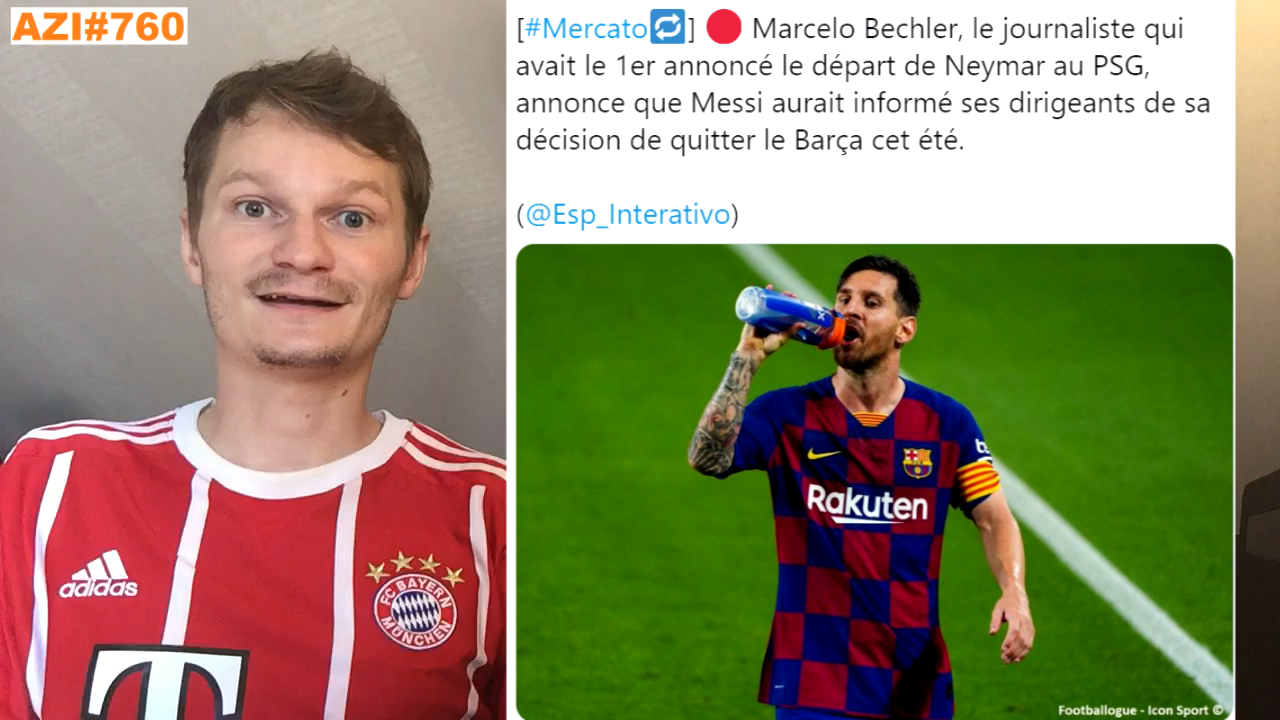 AZI#760
[#Mercato🔁] 🔴 Marcelo Bechler, le journaliste qui
avait le 1er annoncé le départ de Neymar au PSG,
annonce que Messi aurait informé ses dirigeants de sa
décision de quitter le Barça cet été.
(@Esp_Interativo)
adidas
FC BAYERN
MÜNCHEN
T
Rakuten
Footballogue - Icon Sport ©